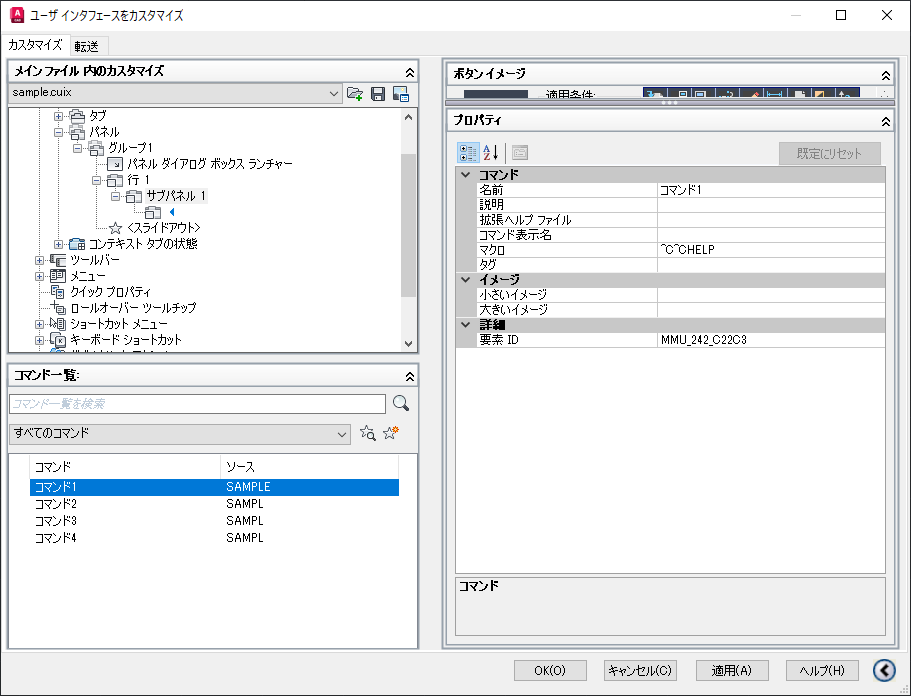 ユーザ インタフェースをカスタマイズ
カスタマイズ 転送
メイン ファイル 内のカスタマイズ
sample.cuix
タブ
パネル
グループ1
パネル ダイアログ ボックス ランチャー
行 1
サブパネル 1
<スライドアウト>
コンテキスト タブの状態
ツールバー
メニュー
クイック プロパティ
ロールオーバー ツールチップ
ショートカット メニュー
キーボード ショートカット
コマンド一覧:
コマンド一覧を検索
すべてのコマンド
コマンド ソース
コマンド1 SAMPLE
コマンド2 SAMPL
コマンド3 SAMPL
コマンド4 SAMPL
ボタン イメージ
適用条件:
プロパティ
既定にリセット
コマンド
名前 コマンド1
説明
拡張ヘルプ ファイル
コマンド表示名
マクロ ^C^CHELP
タグ
イメージ
小さいイメージ
大きいイメージ
詳細
要素 ID MMU_242_C22C3
コマンド
OK(O) キャンセル(C) 適用(A) ヘルプ(H)